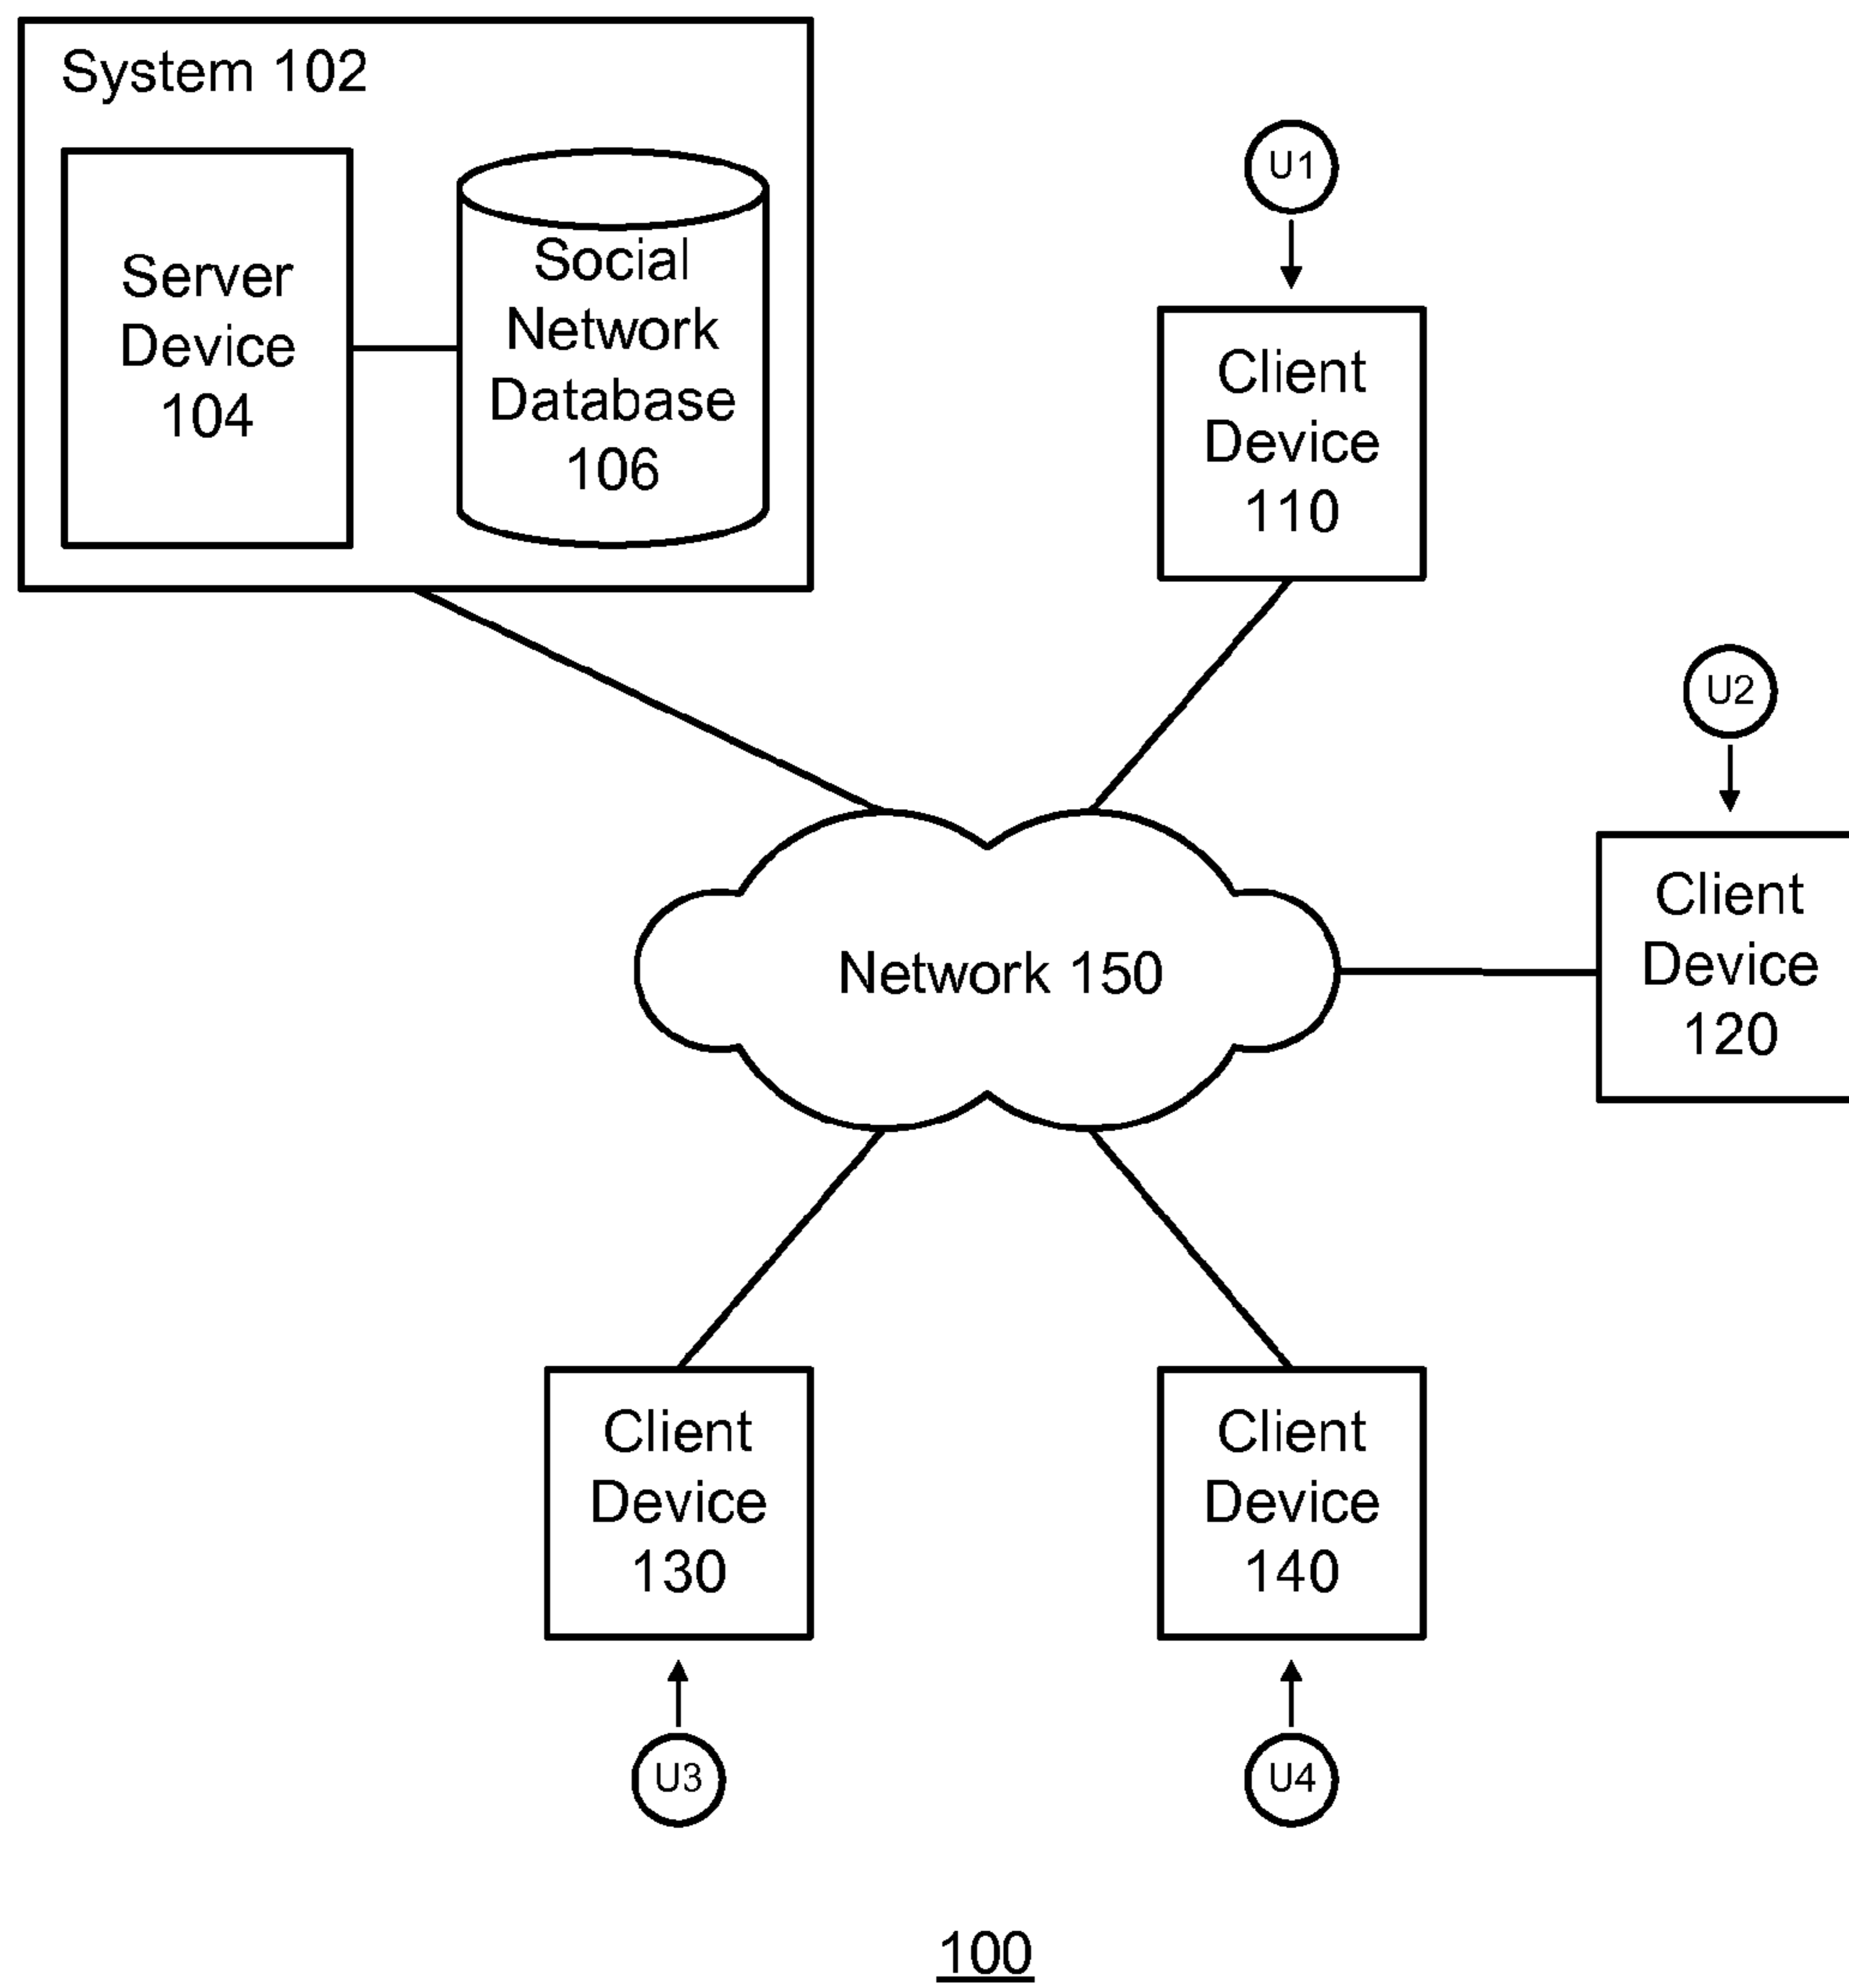 System 102
Server
Device
104
Social
Network
Database
106
U1
Client
Device
110
U2
Client
Device
120
Network 150
Client
Device
130
Client
Device
140
U3
U4
100